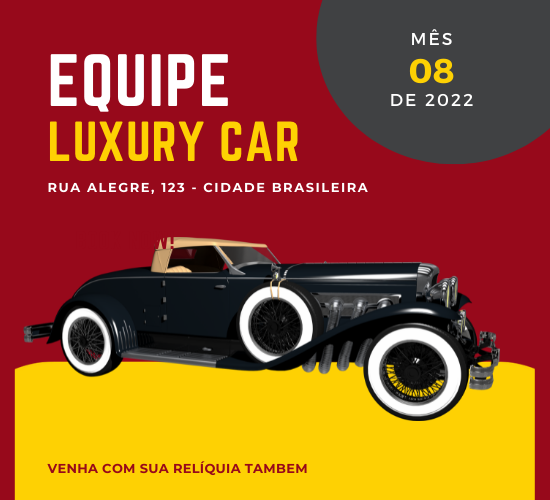 MÊS
08
DE 2022
EQUIPE
LUXURY CAR
RUA ALEGRE, 123 - CIDADE BRASILEIRA
VENHA COM SUA RELÍQUIA TAMBEM